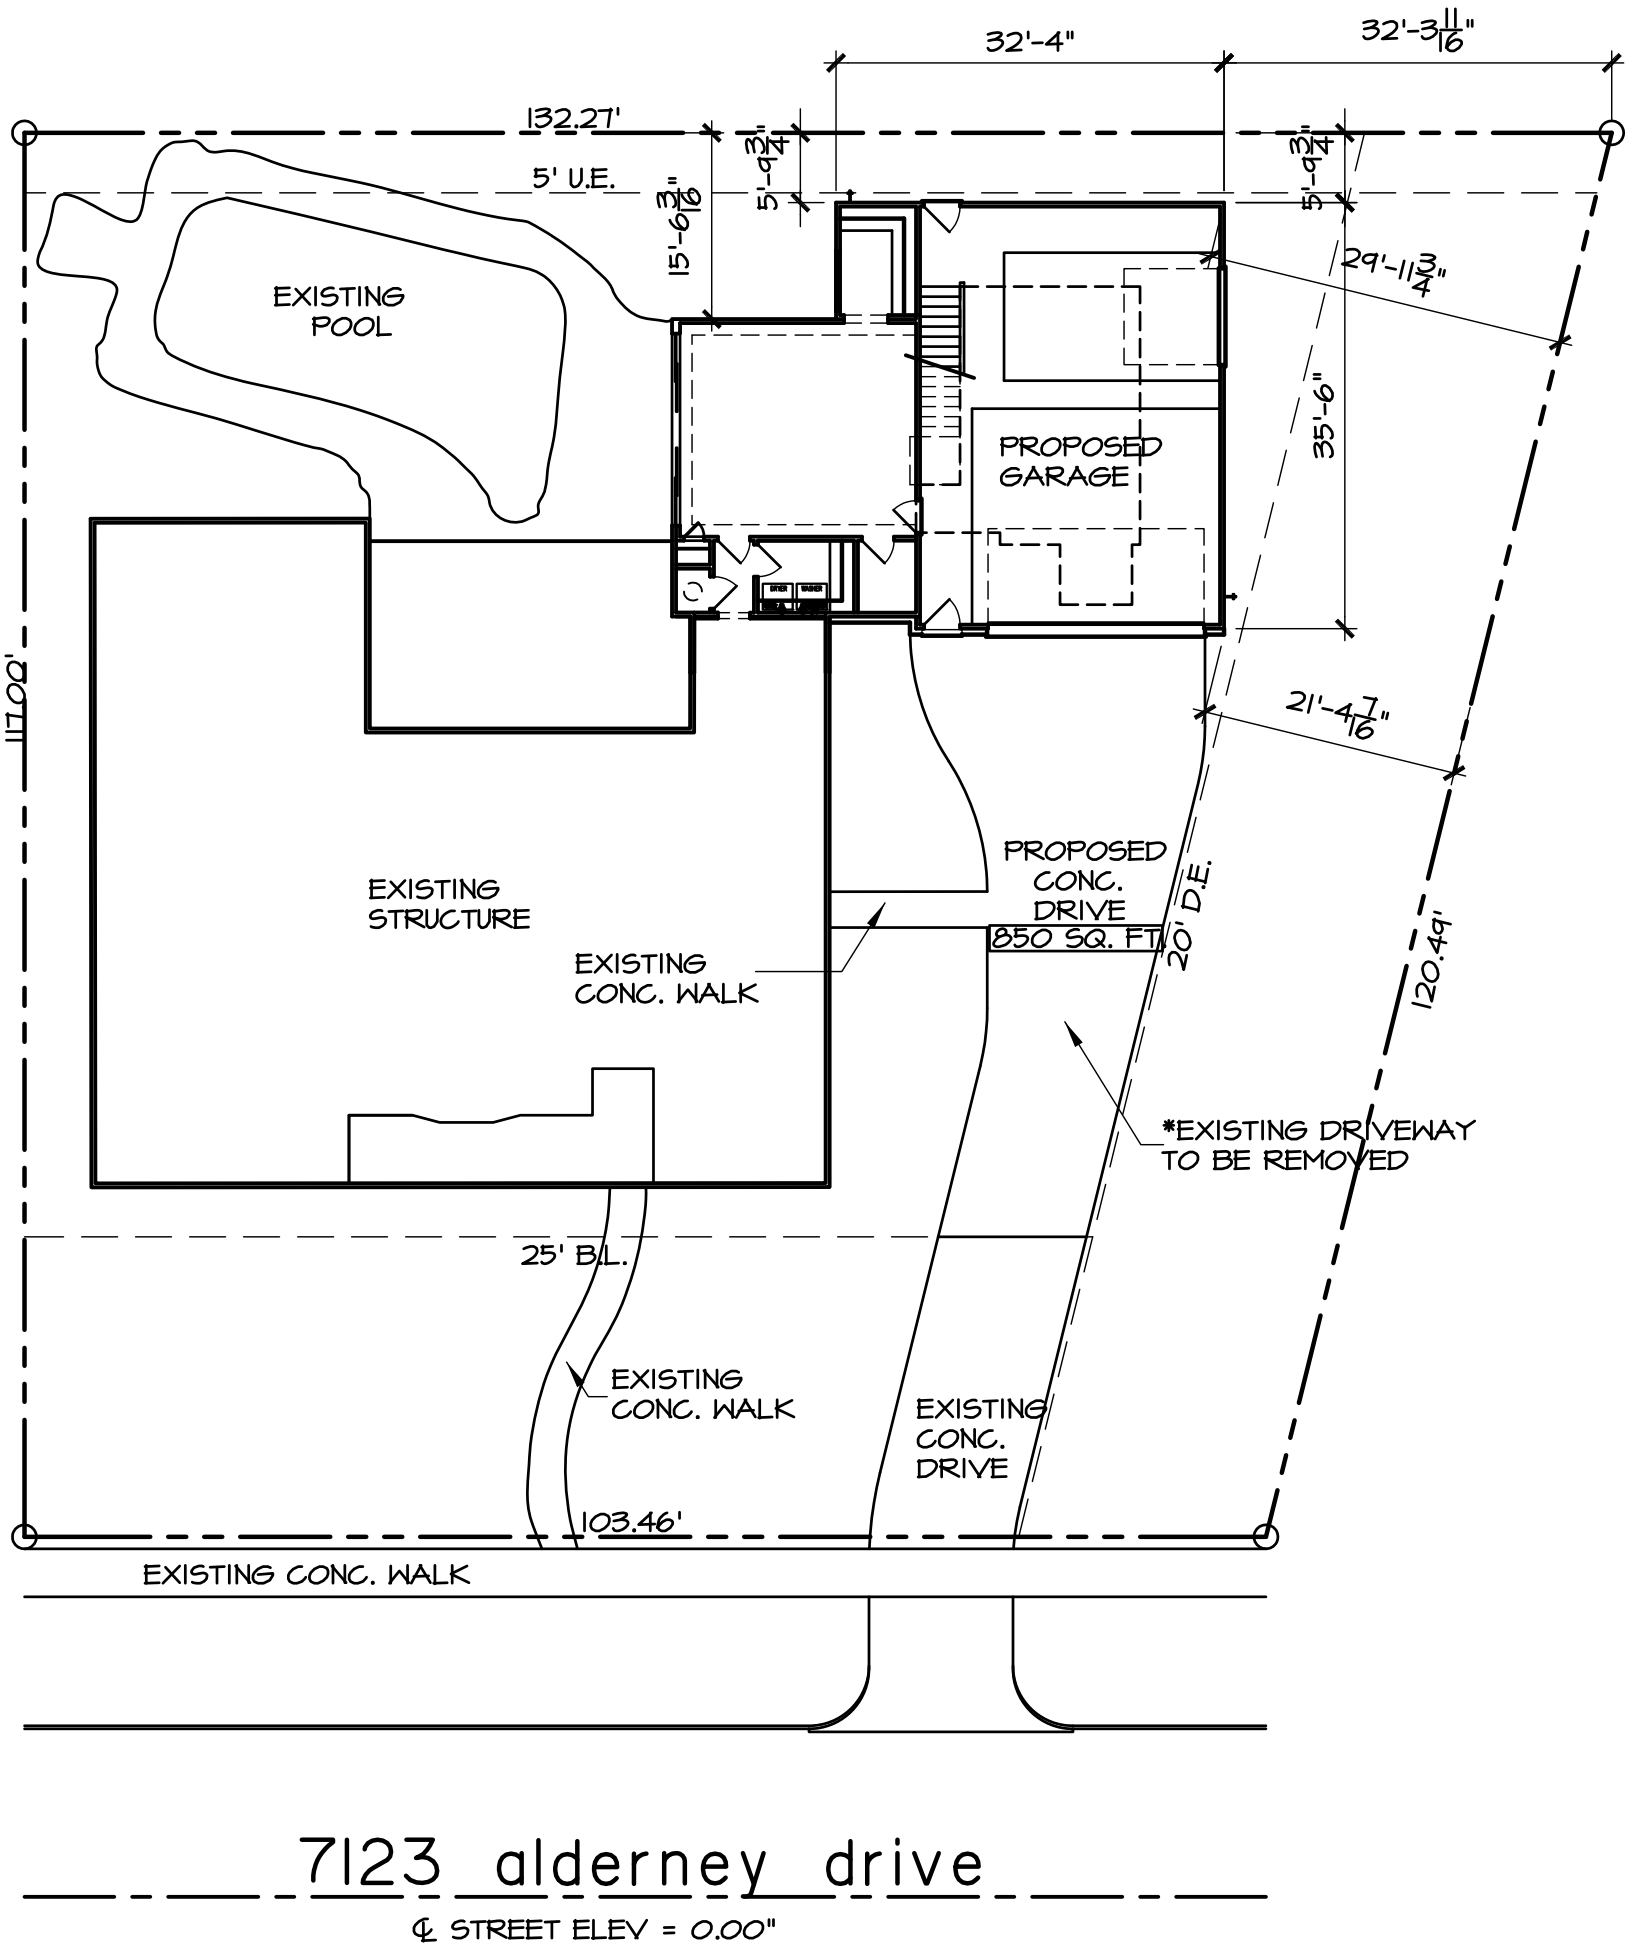 32'-4"
32'-3 11/16"
132.27'
5'-9 3/4"
5'-9 3/4"
5' U.E.
15'-6 3/16"
29'-11 3/4"
EXISTING
POOL
35'-6"
PROPOSED
GARAGE
DRYER
WASHER
117.00'
21'-4 7/16"
PROPOSED
CONC.
DRIVE
850 SQ. FT.
20' D.E.
EXISTING
STRUCTURE
EXISTING
CONC. WALK
120.49'
*EXISTING DRIVEWAY
TO BE REMOVED
25' B.L.
EXISTING
CONC. WALK
EXISTING
CONC.
DRIVE
103.46'
EXISTING CONC. WALK
7123 alderney drive
℄ STREET ELEV = 0.00"